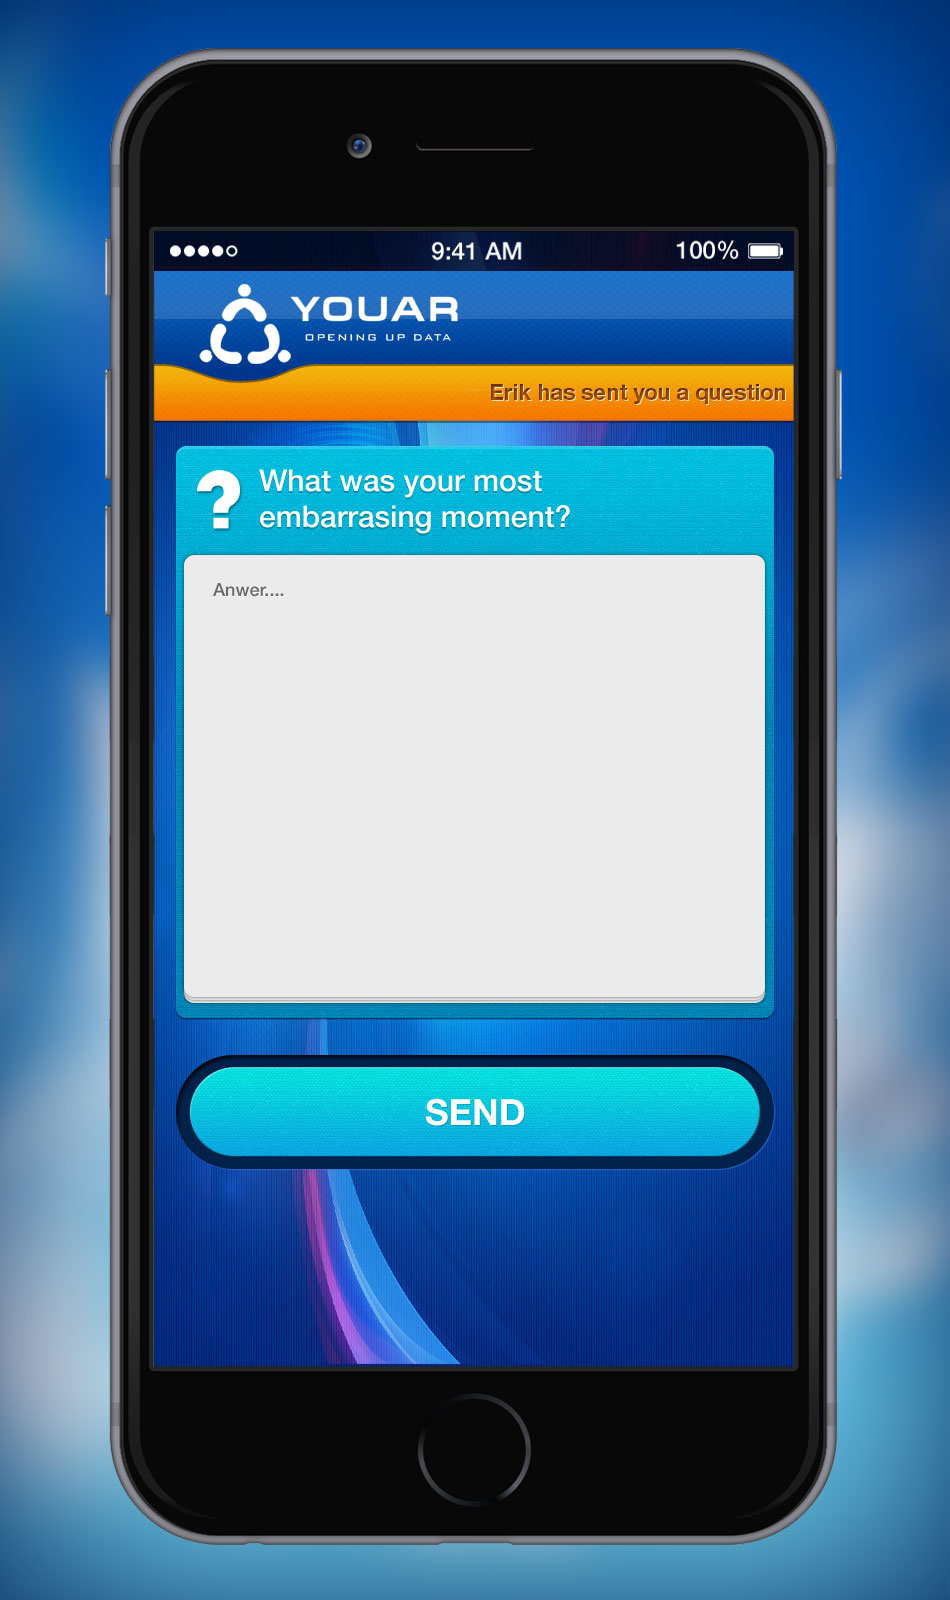 9:41 AM
100%
YOUAR
OPENING UP DATA
Erik has sent you a question
? What was your most
embarrasing moment?
Anwer....
SEND